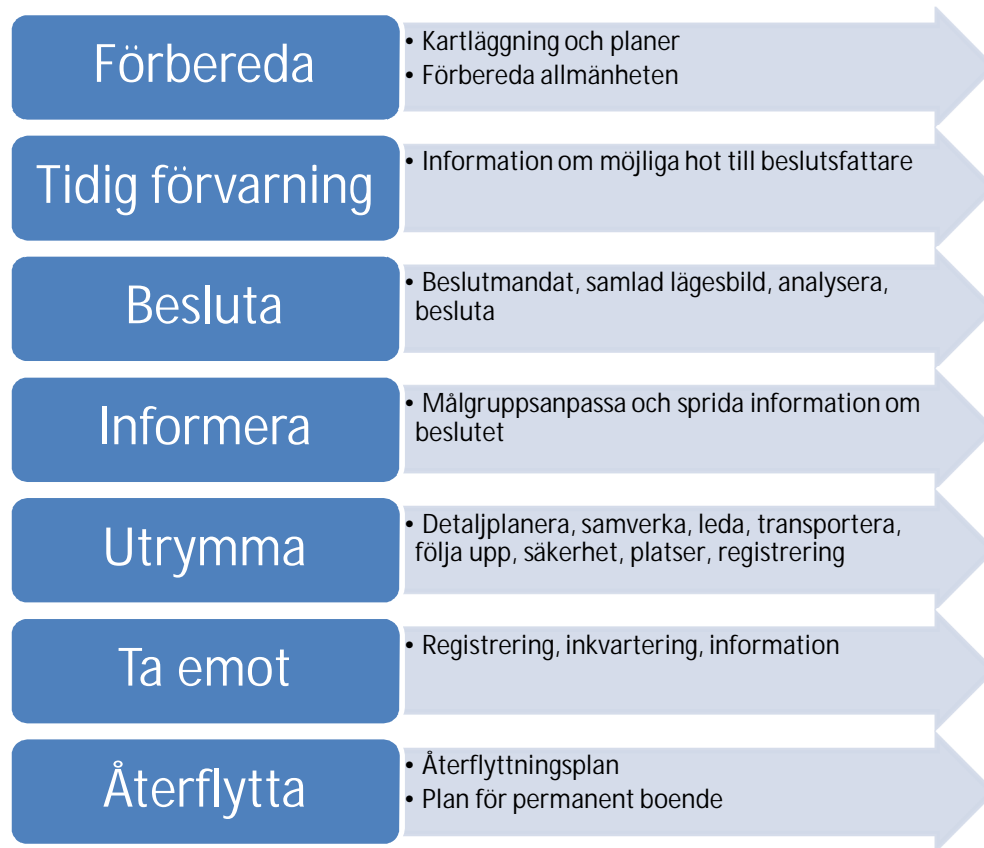 Förbereda
• Kartläggning och planer
• Förbereda allmänheten
Tidig förvarning
• Information om möjliga hot till beslutsfattare
Besluta
• Beslutmandat, samlad lägesbild, analysera,
besluta
Informera
• Målgruppsanpassa och sprida information om
beslutet
Utrymma
• Detaljplanera, samverka, leda, transportera,
följa upp, säkerhet, platser, registrering
Ta emot
• Registrering, inkvartering, information
Återflytta
• Återflyttningsplan
• Plan för permanent boende